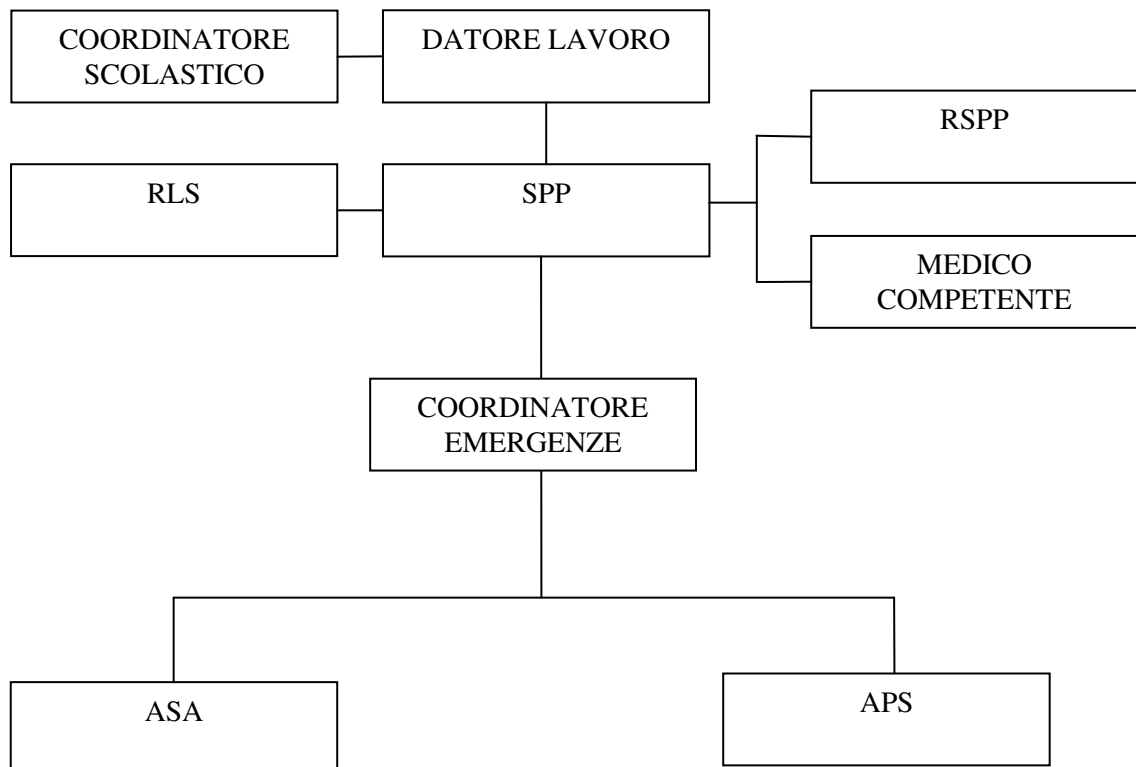 COORDINATORE
SCOLASTICO
DATORE LAVORO
RSPP
RLS
SPP
MEDICO
COMPETENTE
COORDINATORE
EMERGENZE
ASA
APS